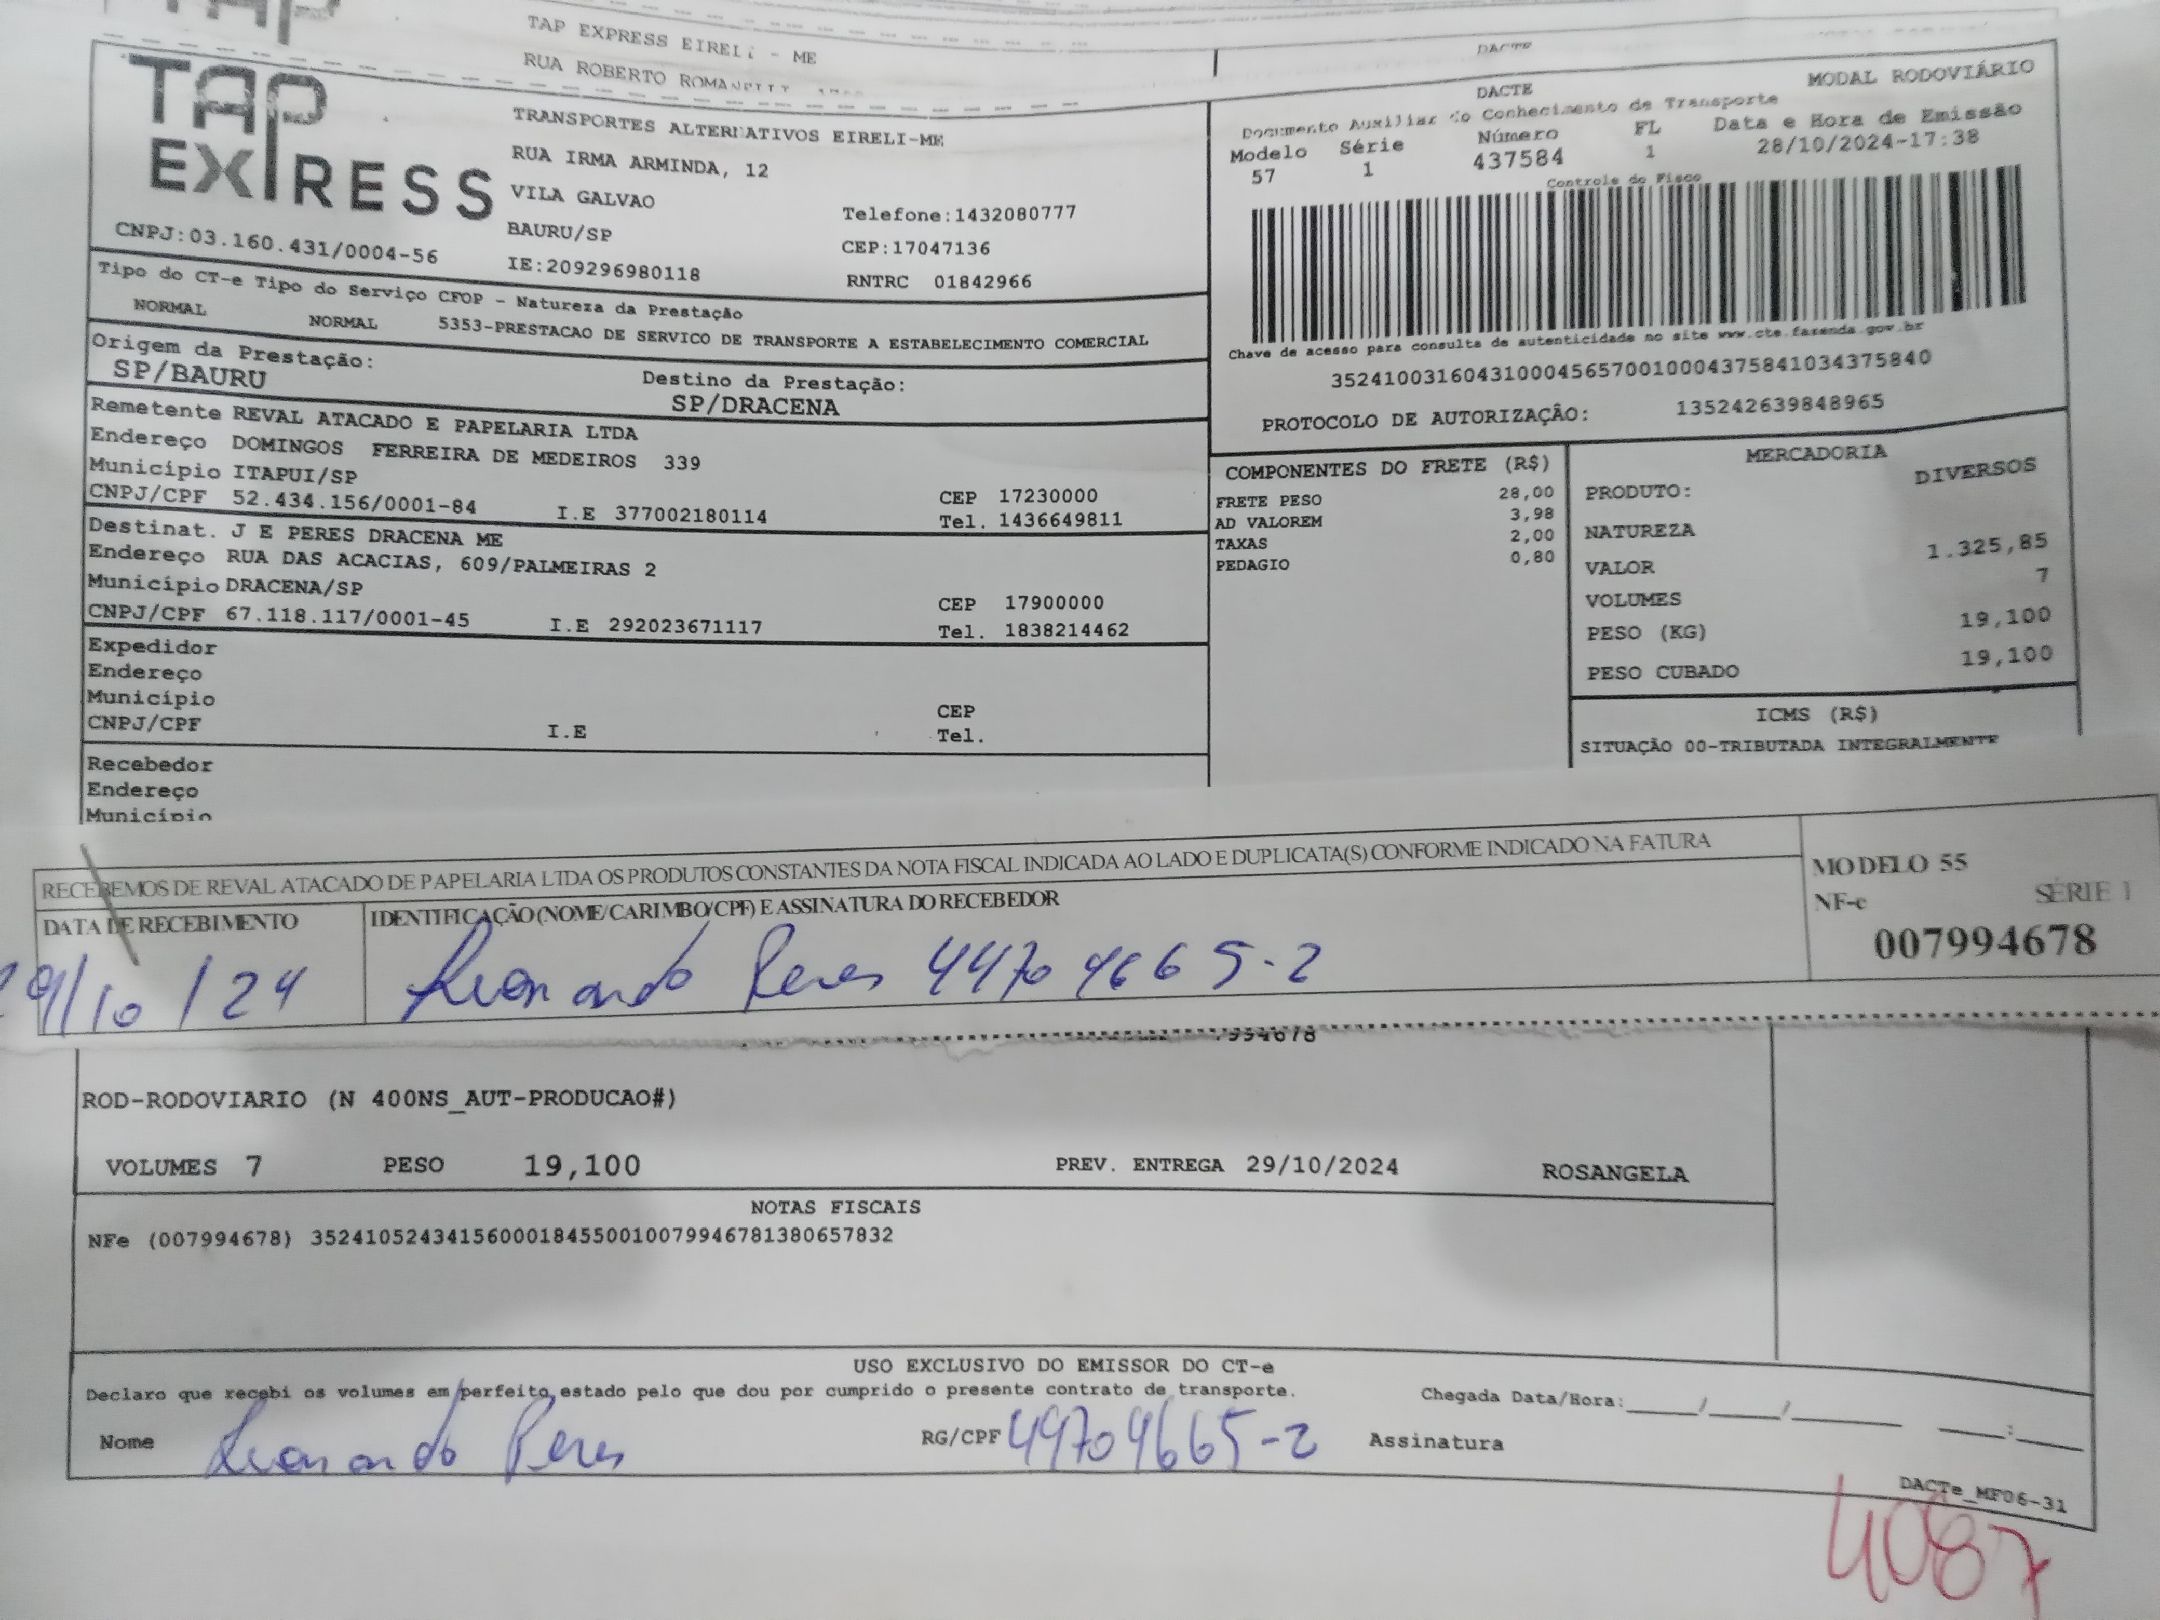 TAP EXPRESS EIRELI - ME
RUA ROBERTO
DACTE
TAP
EXPRESS
CNPJ:03.160.431/0004-56
TRANSPORTES ALTERNATIVOS EIRELI-ME
RUA IRMA ARMINDA, 12
VILA GALVAO
BAURU/SP
IE:209296980118
Telefone:1432080777
CEP:17047136
RNTRC 01842966
DACTE
MODAL RODOVIÁRIO
Documento Auxiliar do Conhecimento de Transporte
Modelo Série Número FL Data e Hora de Emissão
57 1 437584 1 28/10/2024-17:38
Controle do Fisco
Chave de acesso para consulta de autenticidade no site www.cte.fazenda.gov.br
35241003160431000456570010004375841034375840
PROTOCOLO DE AUTORIZAÇÃO: 135242639848965
Tipo do CT-e Tipo do Serviço CFOP - Natureza da Prestação
NORMAL NORMAL 5353-PRESTACAO DE SERVICO DE TRANSPORTE A ESTABELECIMENTO COMERCIAL
Origem da Prestação: Destino da Prestação:
SP/BAURU SP/DRACENA
Remetente REVAL ATACADO E PAPELARIA LTDA
Endereço DOMINGOS FERREIRA DE MEDEIROS 339
Município ITAPUI/SP CEP 17230000
CNPJ/CPF 52.434.156/0001-84 I.E 377002180114 Tel. 1436649811
Destinat. J E PERES DRACENA ME
Endereço RUA DAS ACACIAS, 609/PALMEIRAS 2
Município DRACENA/SP CEP 17900000
CNPJ/CPF 67.118.117/0001-45 I.E 292023671117 Tel. 1838214462
Expedidor
Endereço
Município CEP
CNPJ/CPF I.E Tel.
Recebedor
Endereço
Município
COMPONENTES DO FRETE (R$)
FRETE PESO 28,00
AD VALOREM 3,98
TAXAS 2,00
PEDAGIO 0,80
MERCADORIA
PRODUTO: DIVERSOS
NATUREZA
VALOR 1.325,85
VOLUMES 7
PESO (KG) 19,100
PESO CUBADO 19,100
ICMS (R$)
SITUAÇÃO 00-TRIBUTADA INTEGRALMENTE
RECEBEMOS DE REVAL ATACADO DE PAPELARIA LTDA OS PRODUTOS CONSTANTES DA NOTA FISCAL INDICADA AO LADO E DUPLICATA(S) CONFORME INDICADO NA FATURA
DATA DE RECEBIMENTO IDENTIFICAÇÃO (NOME/CARIMBO/CPF) E ASSINATURA DO RECEBEDOR
29/10/24 Leonardo Peres 44704665-2
MODELO 55
NF-e SÉRIE 1
007994678
7994678
ROD-RODOVIARIO (N 400NS_AUT-PRODUCAO#)
VOLUMES 7 PESO 19,100 PREV. ENTREGA 29/10/2024 ROSANGELA
NOTAS FISCAIS
NFe (007994678) 35241052434156000184550010079946781380657832
USO EXCLUSIVO DO EMISSOR DO CT-e
Declaro que recebi os volumes em perfeito estado pelo que dou por cumprido o presente contrato de transporte. Chegada Data/Hora:____/____/______ ____:____
Nome Leonardo Peres RG/CPF 44704665-2 Assinatura
DACTe_MF06-31
4087